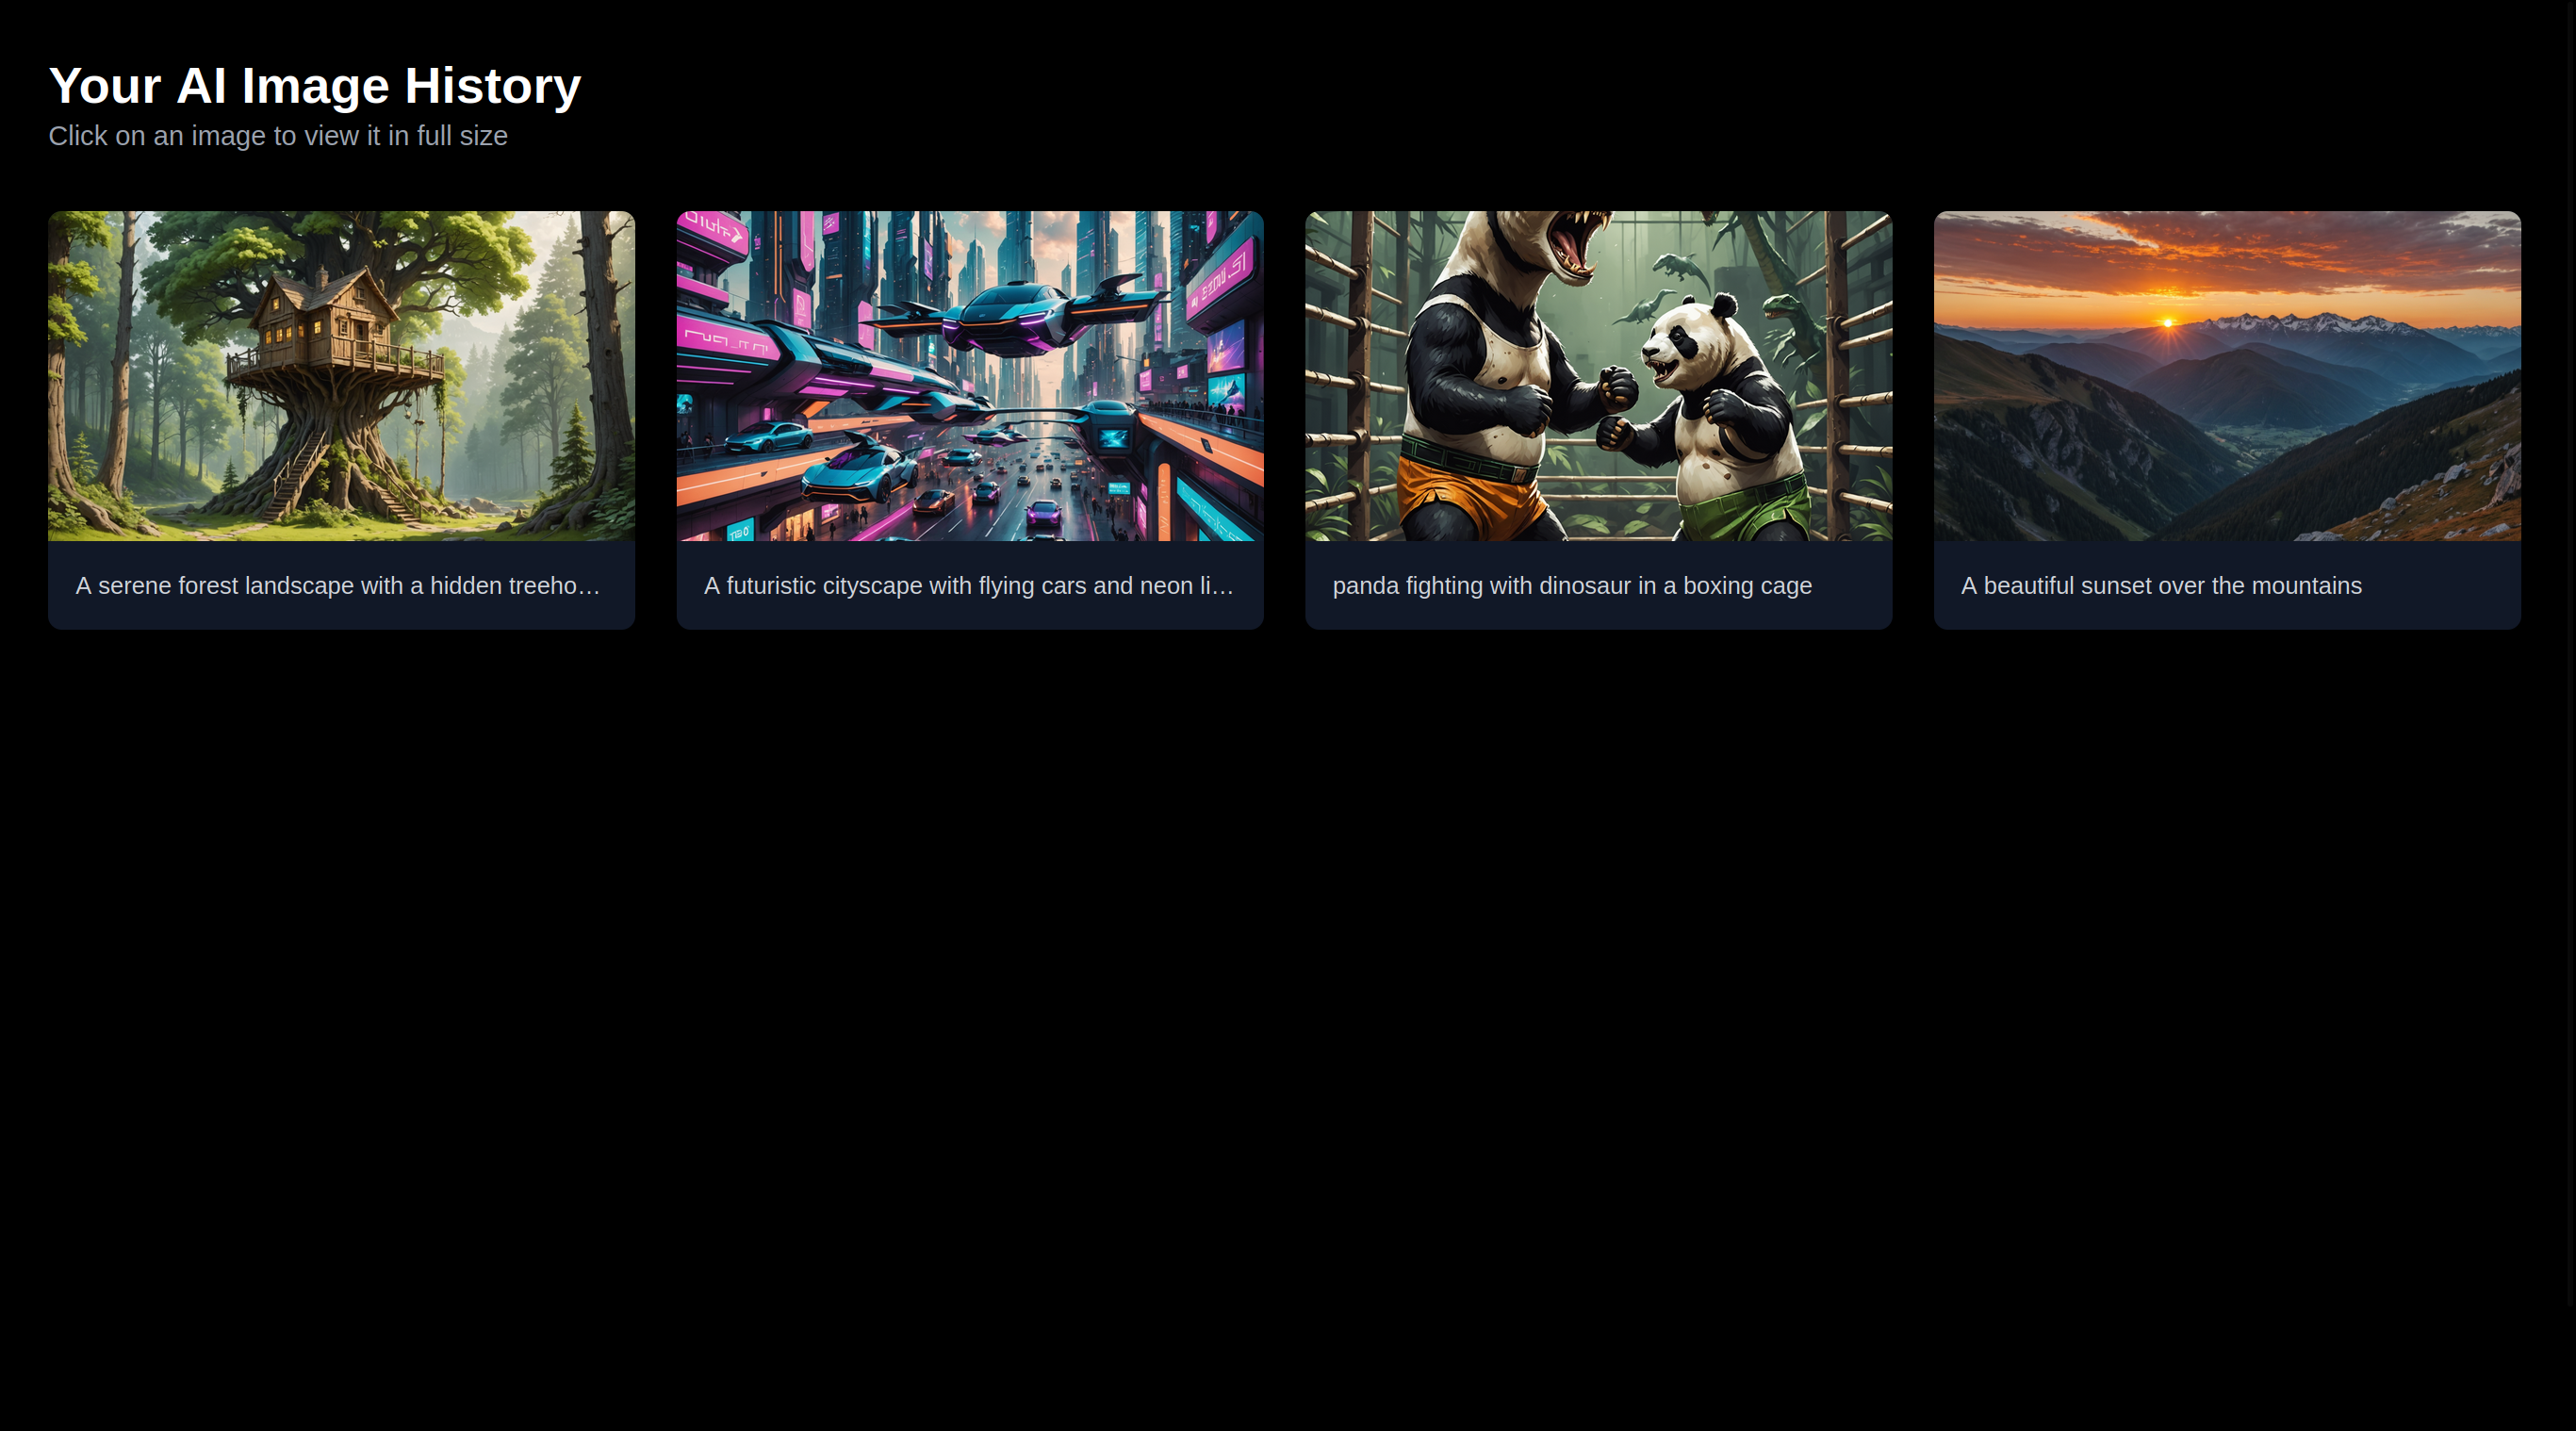 Your AI Image History
Click on an image to view it in full size
A serene forest landscape with a hidden treeho…
A futuristic cityscape with flying cars and neon li…
panda fighting with dinosaur in a boxing cage
A beautiful sunset over the mountains